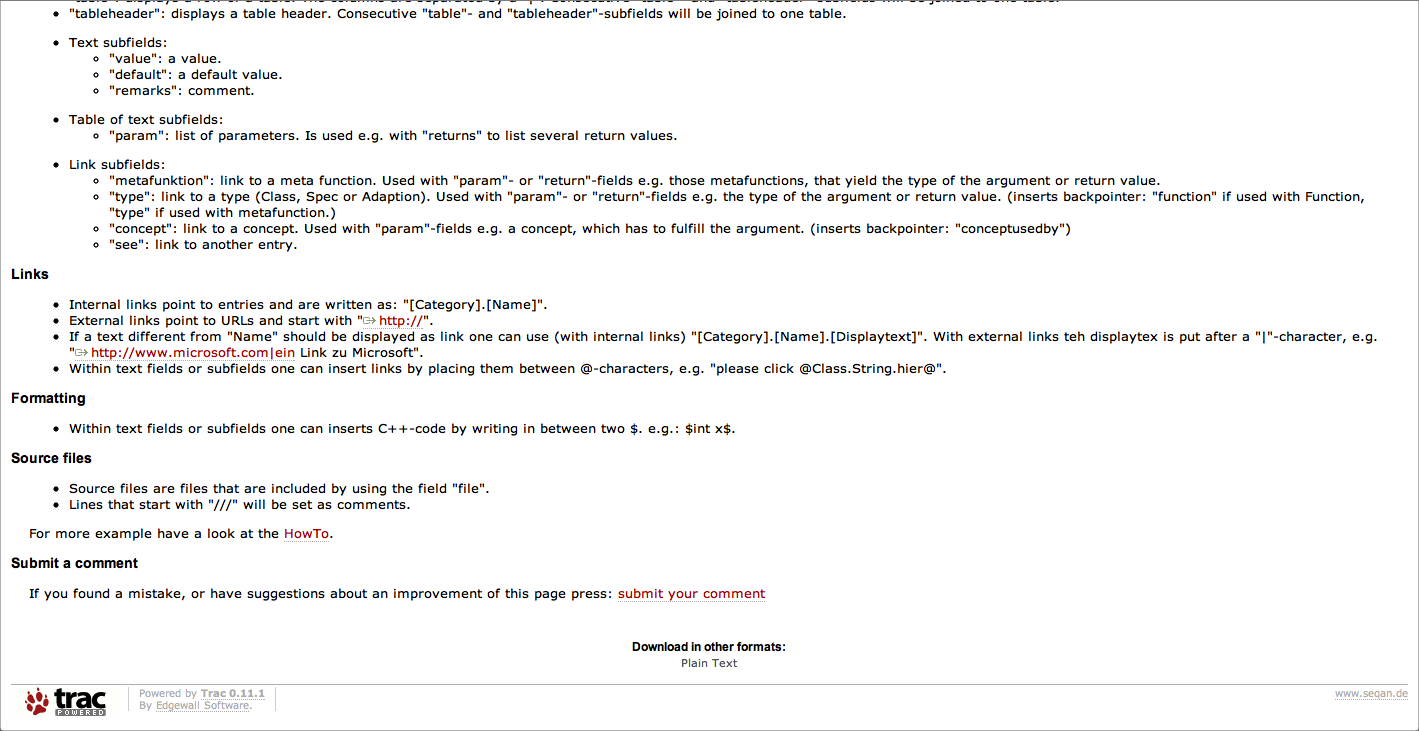 "tableheader": displays a table header. Consecutive "table"- and "tableheader"-subfields will be joined to one table.
Text subfields:
"value": a value.
"default": a default value.
"remarks": comment.
Table of text subfields:
"param": list of parameters. Is used e.g. with "returns" to list several return values.
Link subfields:
"metafunktion": link to a meta function. Used with "param"- or "return"-fields e.g. those metafunctions, that yield the type of the argument or return value.
"type": link to a type (Class, Spec or Adaption). Used with "param"- or "return"-fields e.g. the type of the argument or return value. (inserts backpointer: "function" if used with Function,
"type" if used with metafunction.)
"concept": link to a concept. Used with "param"-fields e.g. a concept, which has to fulfill the argument. (inserts backpointer: "conceptusedby")
"see": link to another entry.
Links
Internal links point to entries and are written as: "[Category].[Name]".
External links point to URLs and start with "http://".
If a text different from "Name" should be displayed as link one can use (with internal links) "[Category].[Name].[Displaytext]". With external links teh displaytex is put after a "|"-character, e.g.
"http://www.microsoft.com|ein Link zu Microsoft".
Within text fields or subfields one can insert links by placing them between @-characters, e.g. "please click @Class.String.hier@".
Formatting
Within text fields or subfields one can inserts C++-code by writing in between two $. e.g.: $int x$.
Source files
Source files are files that are included by using the field "file".
Lines that start with "///" will be set as comments.
For more example have a look at the HowTo.
Submit a comment
If you found a mistake, or have suggestions about an improvement of this page press: submit your comment
Download in other formats:
Plain Text
trac
POWERED
Powered by Trac 0.11.1
By Edgewall Software.
www.seqan.de